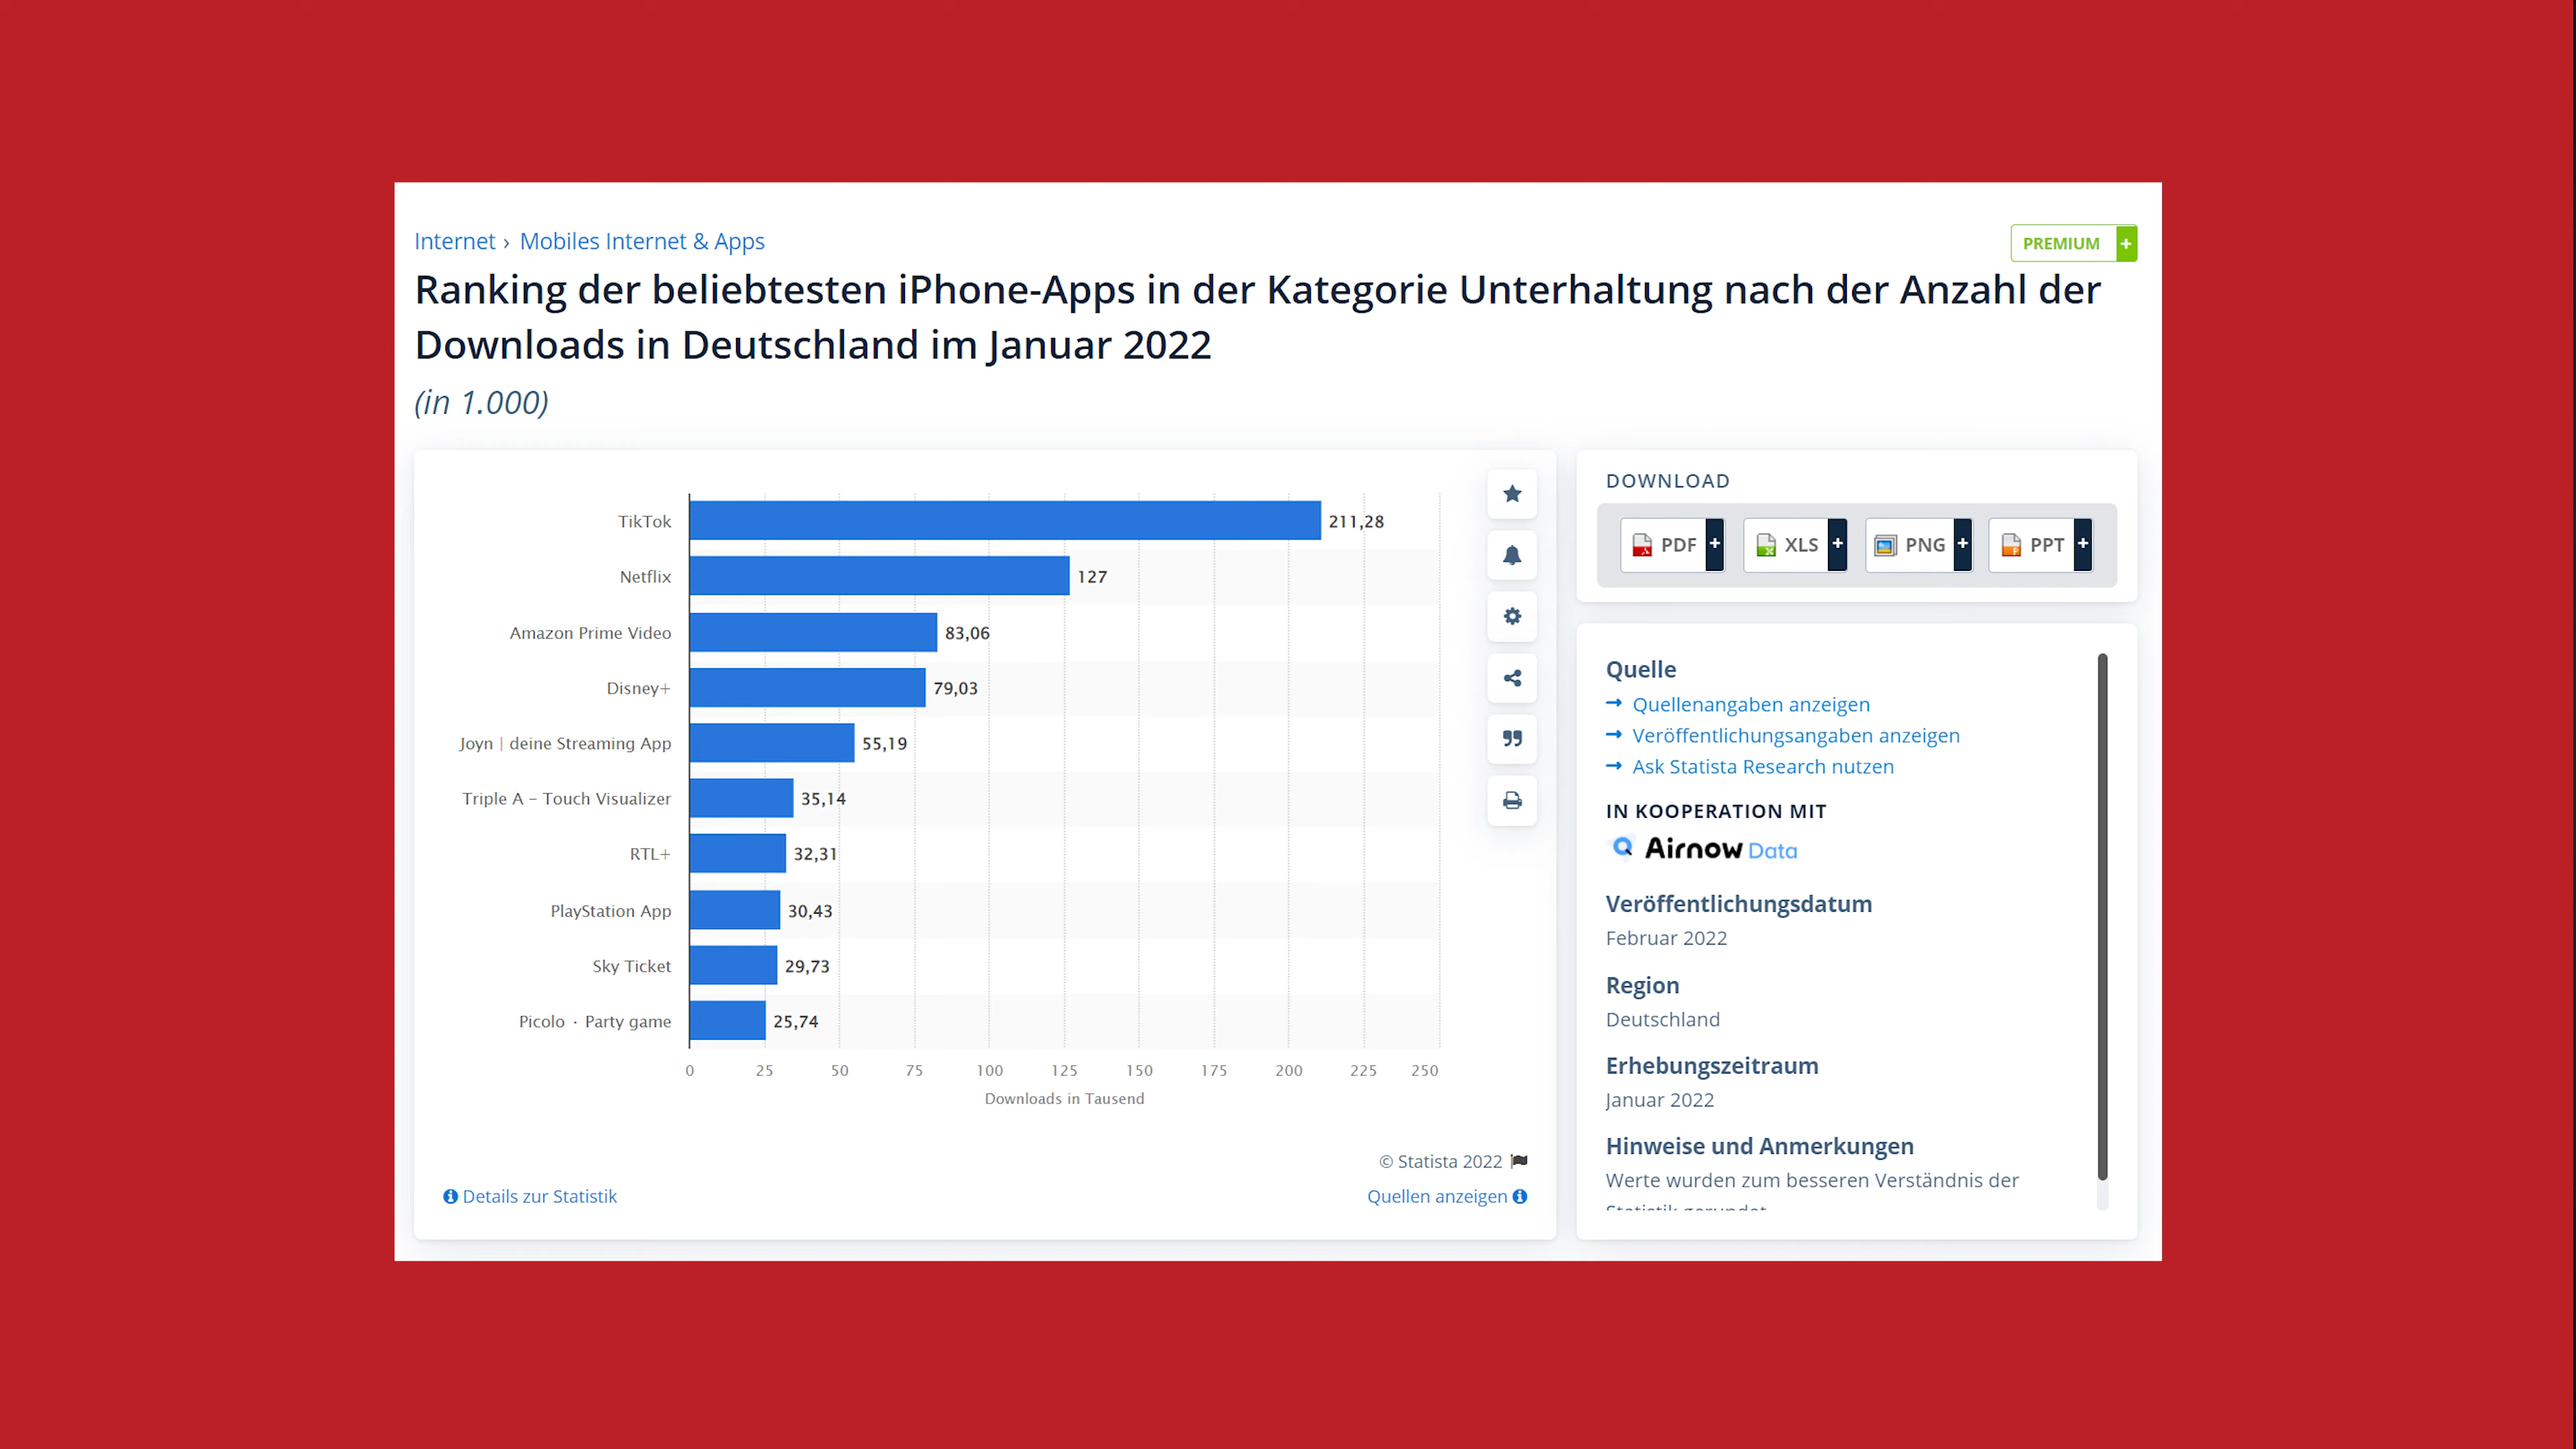 Internet › Mobiles Internet & Apps
PREMIUM +
Ranking der beliebtesten iPhone-Apps in der Kategorie Unterhaltung nach der Anzahl der
Downloads in Deutschland im Januar 2022
(in 1.000)
TikTok 211,28
Netflix 127
Amazon Prime Video 83,06
Disney+ 79,03
Joyn | deine Streaming App 55,19
Triple A – Touch Visualizer 35,14
RTL+ 32,31
PlayStation App 30,43
Sky Ticket 29,73
Picolo · Party game 25,74
0 25 50 75 100 125 150 175 200 225 250
Downloads in Tausend
© Statista 2022
Details zur Statistik
Quellen anzeigen
DOWNLOAD
PDF + XLS + PNG + PPT +
Quelle
→ Quellenangaben anzeigen
→ Veröffentlichungsangaben anzeigen
→ Ask Statista Research nutzen
IN KOOPERATION MIT
Airnow Data
Veröffentlichungsdatum
Februar 2022
Region
Deutschland
Erhebungszeitraum
Januar 2022
Hinweise und Anmerkungen
Werte wurden zum besseren Verständnis der
Statistik gerundet